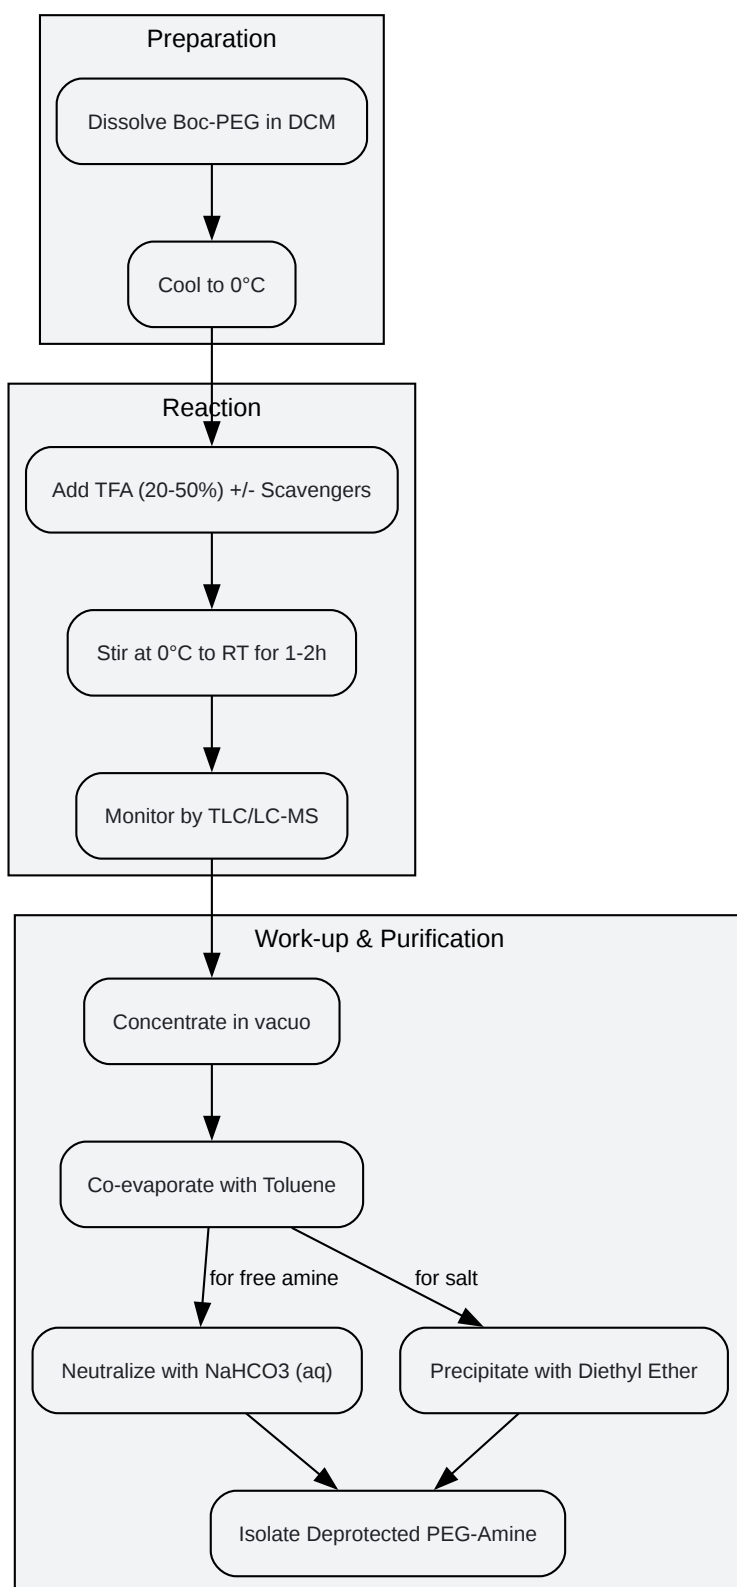 Preparation
Dissolve Boc-PEG in DCM
Cool to 0°C
Reaction
Add TFA (20-50%) +/- Scavengers
Stir at 0°C to RT for 1-2h
Monitor by TLC/LC-MS
Work-up & Purification
Concentrate in vacuo
Co-evaporate with Toluene
for free amine
for salt
Neutralize with NaHCO3 (aq)
Precipitate with Diethyl Ether
Isolate Deprotected PEG-Amine